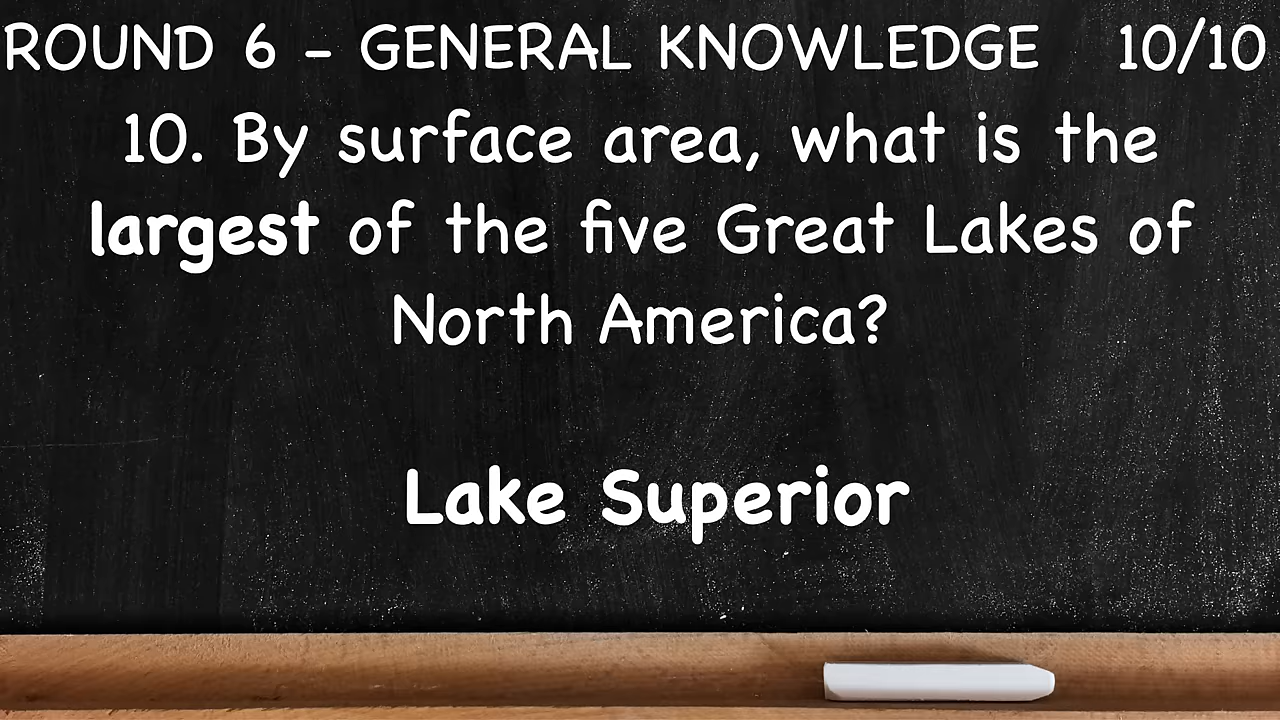 ROUND 6 - GENERAL KNOWLEDGE 10/10
10. By surface area, what is the
largest of the five Great Lakes of
North America?
Lake Superior